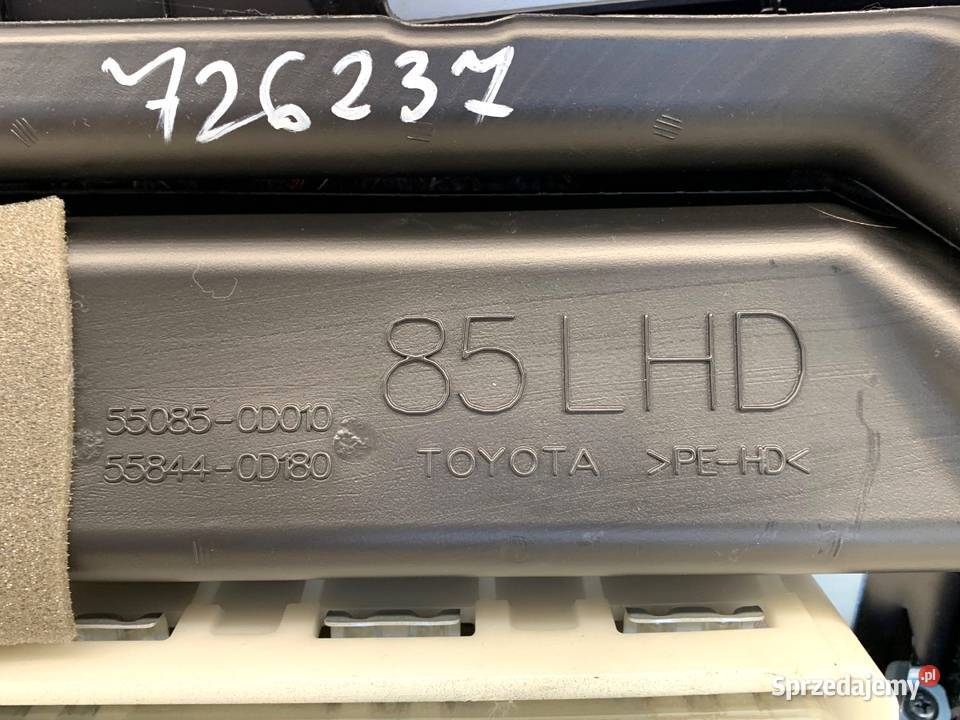 726237
85LHD
55085-0D010
55844-0D180
TOYOTA >PE-HD<
Sprzedajemy.pl